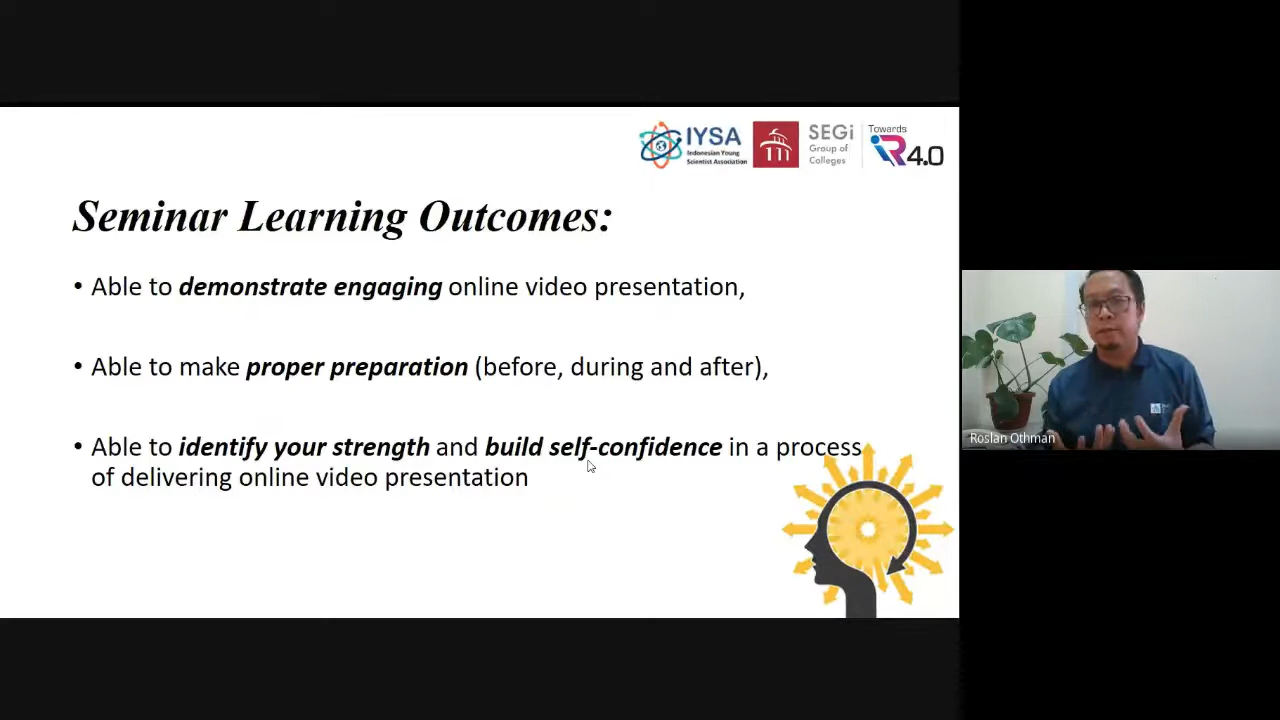 IYSA
Indonesian Young
Scientist Association
SEGi
Group of
Colleges
Towards
iR4.0
Seminar Learning Outcomes:
• Able to demonstrate engaging online video presentation,
• Able to make proper preparation (before, during and after),
• Able to identify your strength and build self-confidence in a process
of delivering online video presentation
Roslan Othman